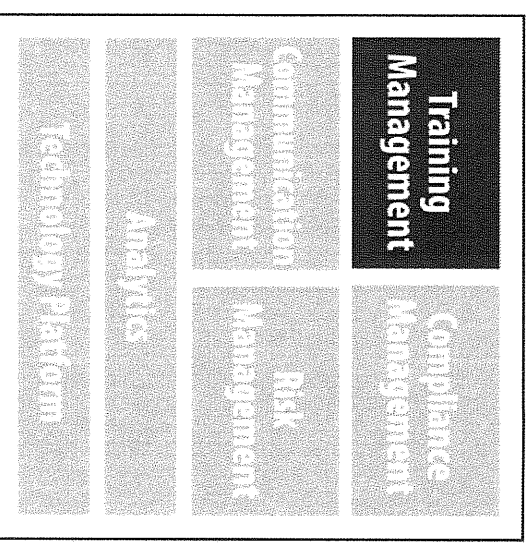 Training
Management
Compliance
Management
Communication
Management
Risk
Management
Analytics
Technology Platform